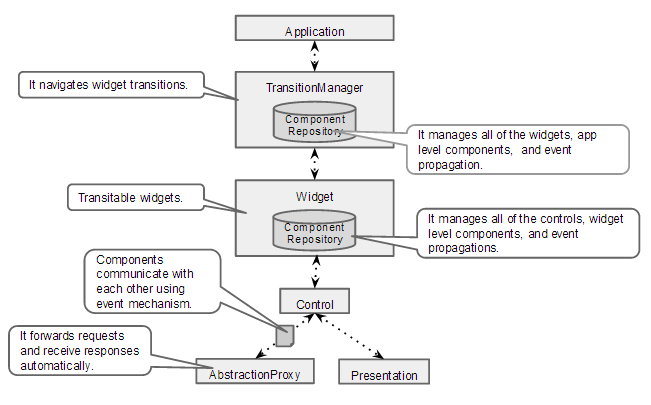 Application
It navigates widget transitions.
TransitionManager
Component
Repository
It manages all of the widgets, app
level components, and event
propagation.
Transitable widgets.
Widget
Component
Repository
It manages all of the controls, widget
level components, and event
propagations.
Components
communicate with
each other using
event mechanism.
Control
It forwards requests
and receive responses
automatically.
AbstractionProxy
Presentation